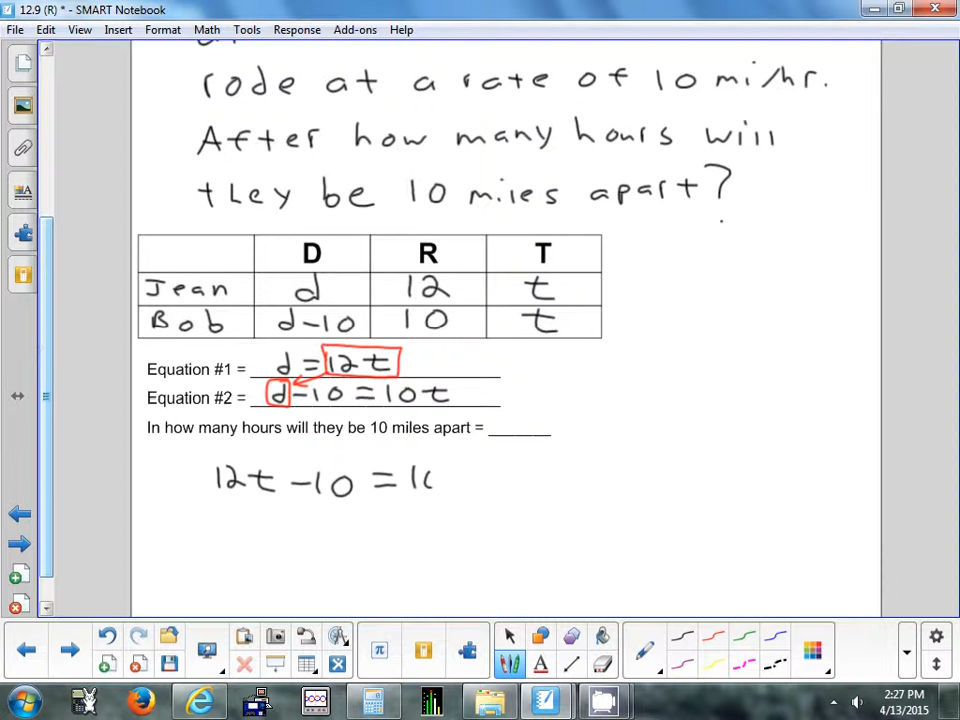 12.9 (R) * - SMART Notebook
File Edit View Insert Format Math Tools Response Add-ons Help
rode at a rate of 10 mi/hr.
After how many hours will
they be 10 miles apart?
D R T
Jean d 12 t
Bob d-10 10 t
Equation #1 = d = 12t
Equation #2 = d-10 = 10t
In how many hours will they be 10 miles apart = ______
12t - 10 = 10
2:27 PM
4/13/2015